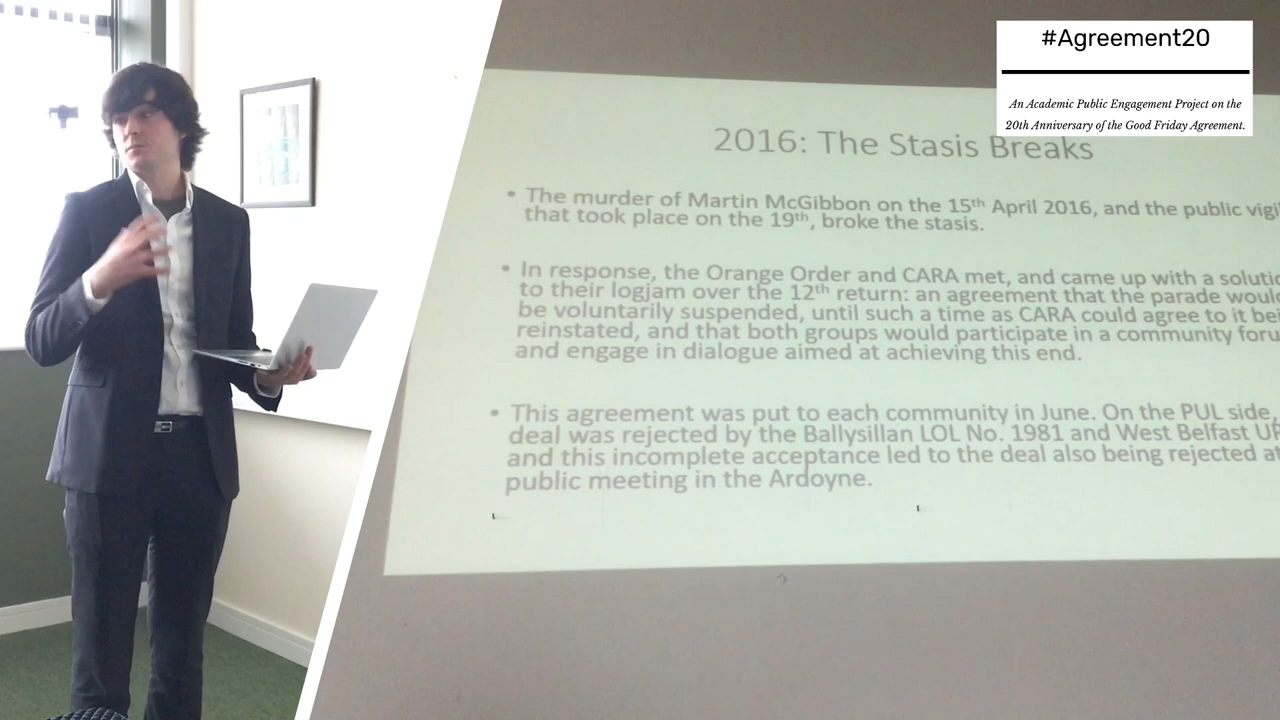 #Agreement20
An Academic Public Engagement Project on the
20th Anniversary of the Good Friday Agreement.
2016: The Stasis Breaks
• The murder of Martin McGibbon on the 15th April 2016, and the public
that took place on the 19th, broke the stasis.
• In response, the Orange Order and CARA met, and came up with a
to their logjam over the 12th return: an agreement that the parade
be voluntarily suspended, until such a time as CARA could agree to it
reinstated, and that both groups would participate in a community
and engage in dialogue aimed at achieving this end.
• This agreement was put to each community in June. On the PUL side,
deal was rejected by the Ballysillan LOL No. 1981 and West Belfast
and this incomplete acceptance led to the deal also being rejected
public meeting in the Ardoyne.